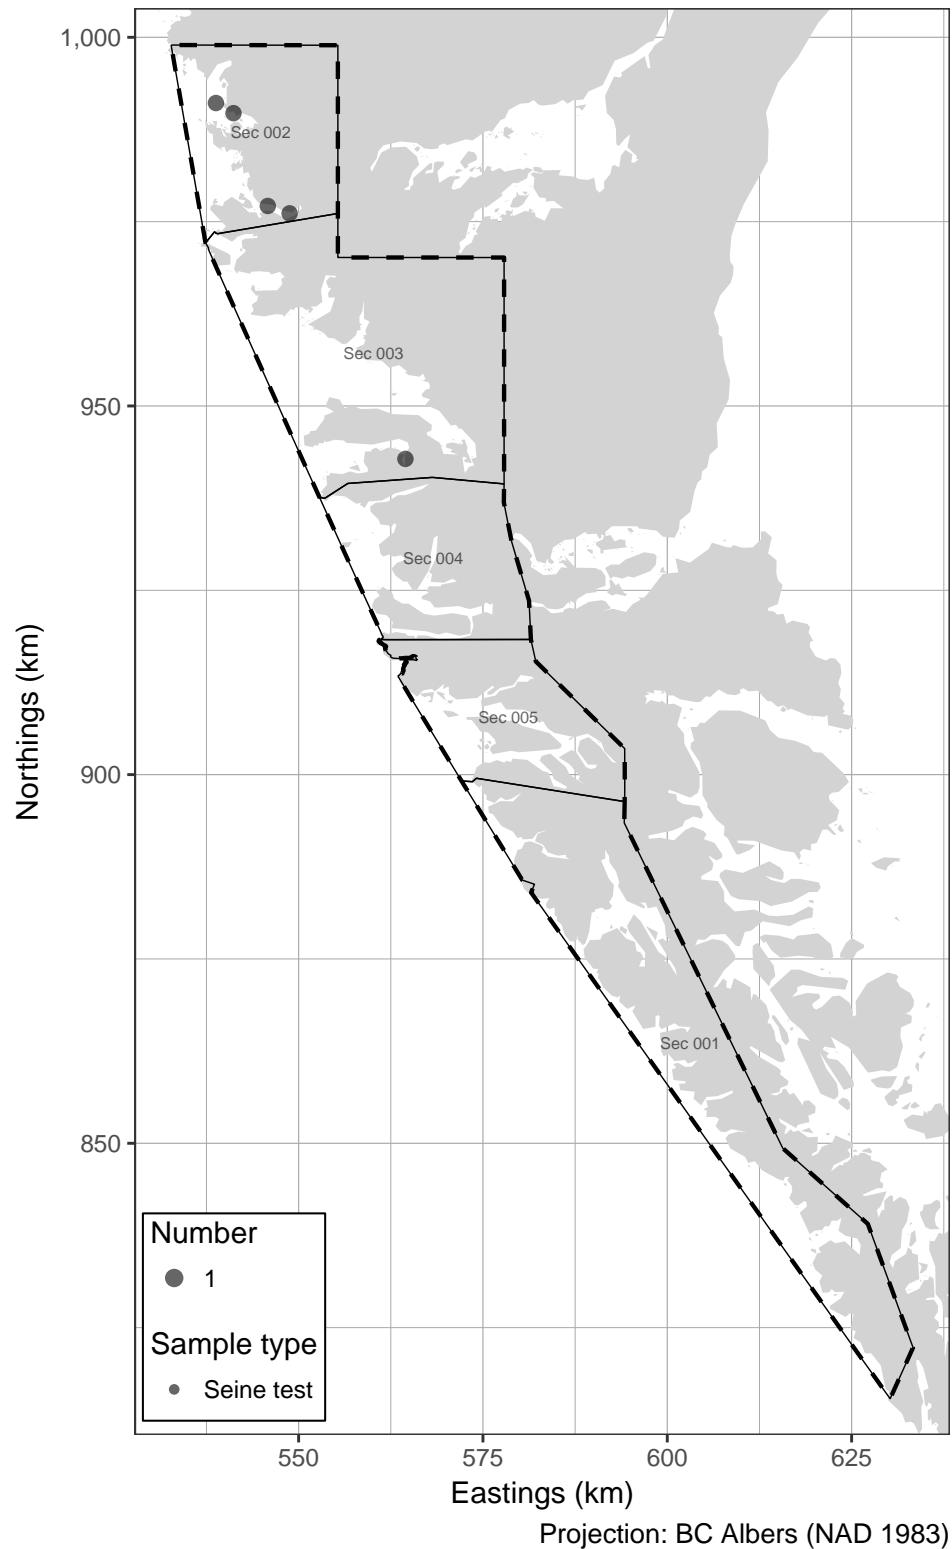 1,000
Sec 002
Sec 003
950
Sec 004
Northings (km)
Sec 005
900
Sec 001
850
Number
1
Sample type
Seine test
550
575
600
625
Eastings (km)
Projection: BC Albers (NAD 1983)